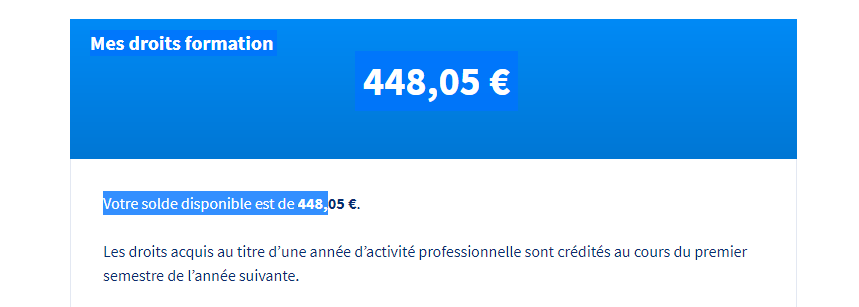 Mes droits formation
448,05 €
Votre solde disponible est de 448,05 €.
Les droits acquis au titre d’une année d’activité professionnelle sont crédités au cours du premier
semestre de l’année suivante.